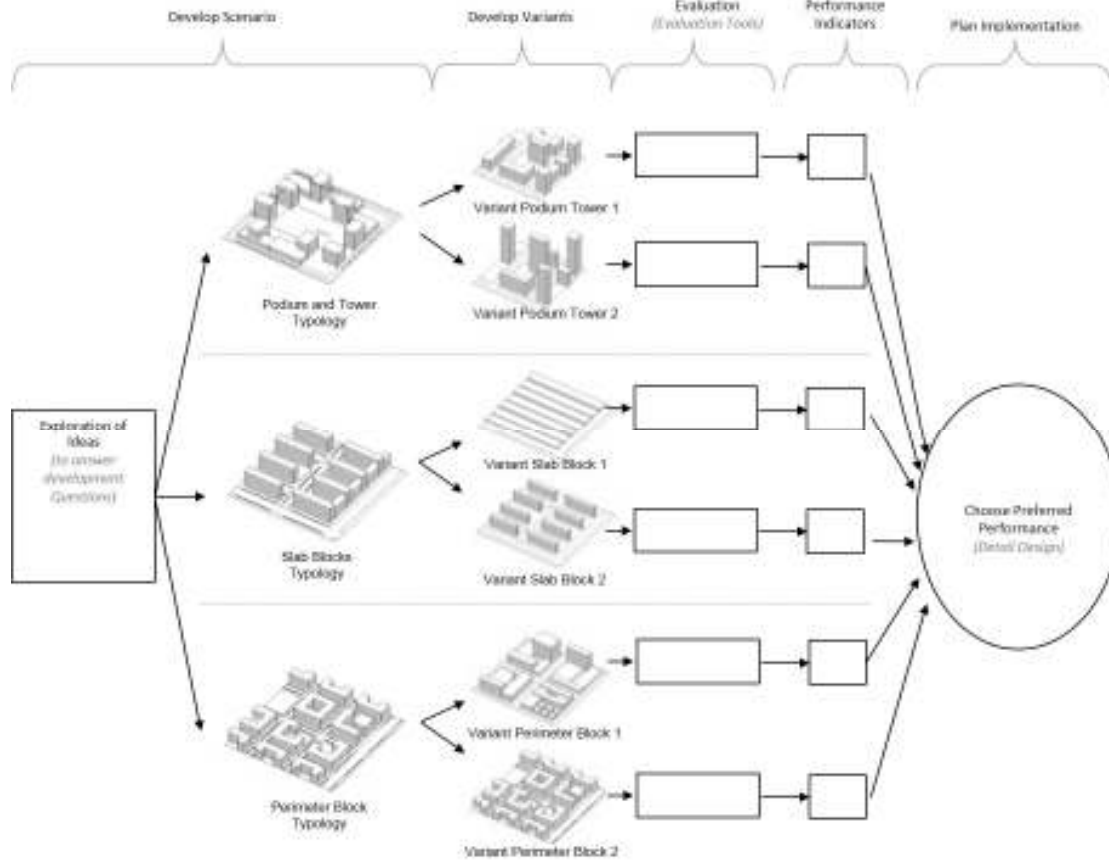 Develop Scenario
Develop Variants
Evaluation
(Evaluation Tools)
Performance
Indicators
Plan Implementation
Variant Podium Tower 1
Variant Podium Tower 2
Podium and Tower
Typology
Exploration of
Ideas
(to answer
development
Questions)
Variant Slab Block 1
Slab Blocks
Typology
Variant Slab Block 2
Choose Preferred
Performance
(Detail Design)
Variant Perimeter Block 1
Perimeter Block
Typology
Variant Perimeter Block 2